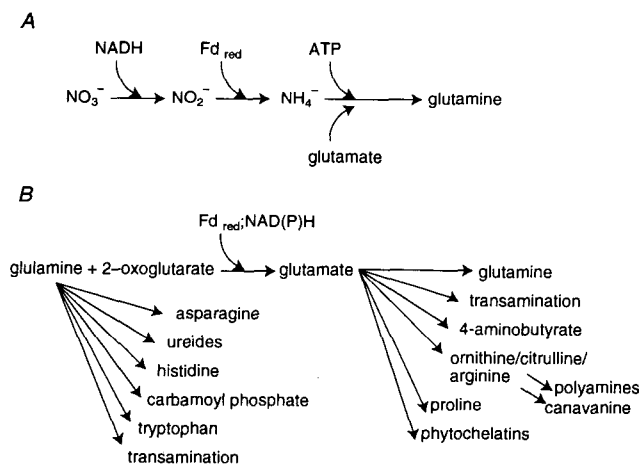 A
NADH Fd red ATP
NO₃⁻ NO₂⁻ NH₄⁻ glutamine
glutamate
B
Fd red;NAD(P)H
glulamine + 2–oxoglutarate glutamate glutamine
asparagine transamination
ureides 4-aminobutyrate
histidine ornithine/citrulline/
arginine
carbamoyl phosphate polyamines
proline canavanine
tryptophan
phytochelatins
transamination